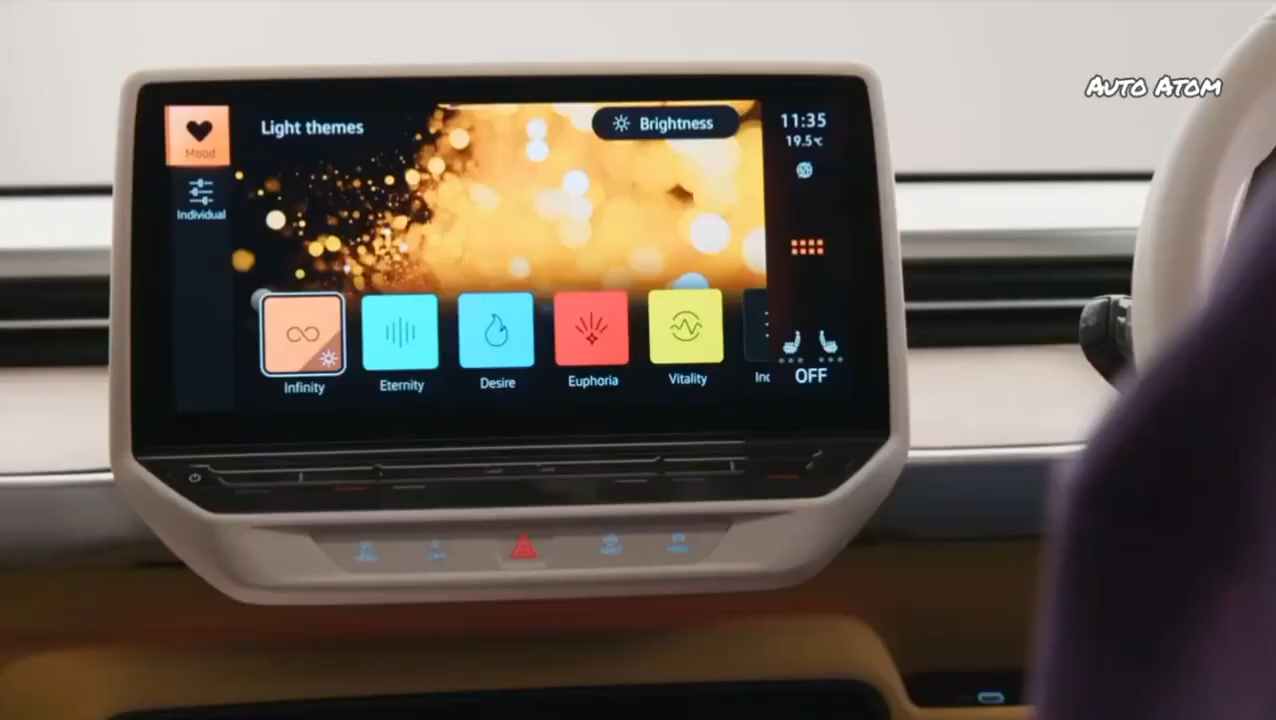 Auto Atom
Light themes
Brightness
11:35
19.5°C
Mood
Individual
Infinity
Eternity
Desire
Euphoria
Vitality
OFF